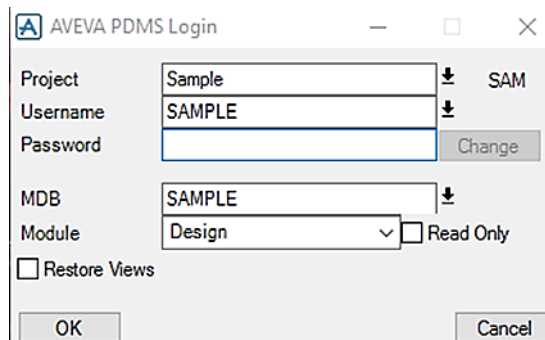 AVEVA PDMS Login
Project Sample SAM
Username SAMPLE
Password Change
MDB SAMPLE
Module Design Read Only
Restore Views
OK Cancel